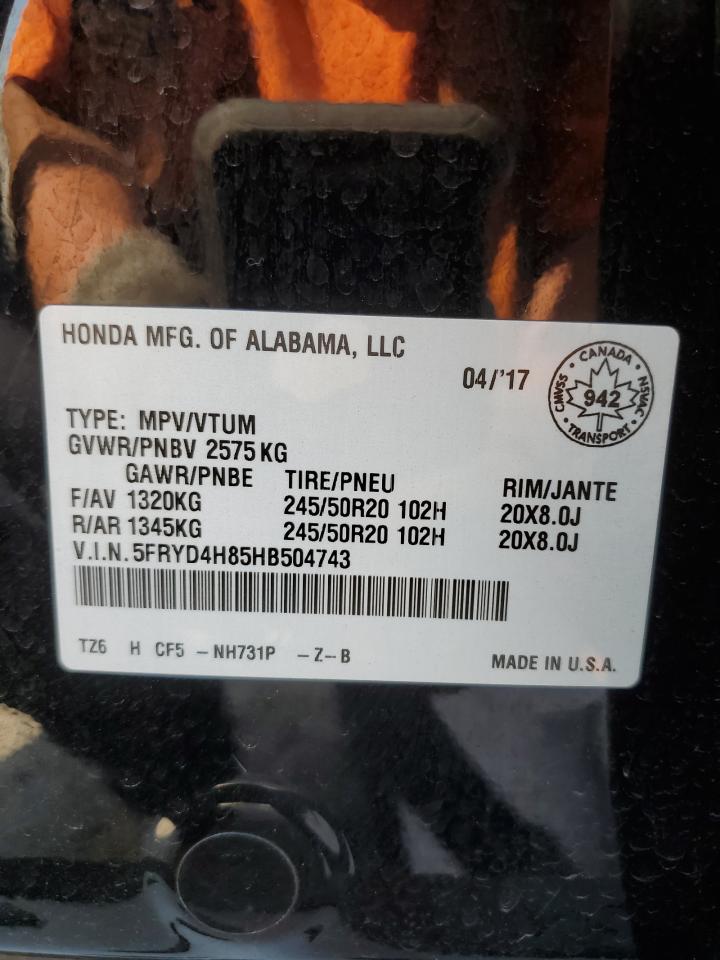 HONDA MFG. OF ALABAMA, LLC
04/'17
CANADA
CMVSS 942 NSVAC
TRANSPORT
TYPE: MPV/VTUM
GVWR/PNBV 2575KG
GAWR/PNBE TIRE/PNEU RIM/JANTE
F/AV 1320KG 245/50R20 102H 20X8.0J
R/AR 1345KG 245/50R20 102H 20X8.0J
V.I.N. 5FRYD4H85HB504743
TZ6 H CF5 -NH731P -Z-B MADE IN U.S.A.